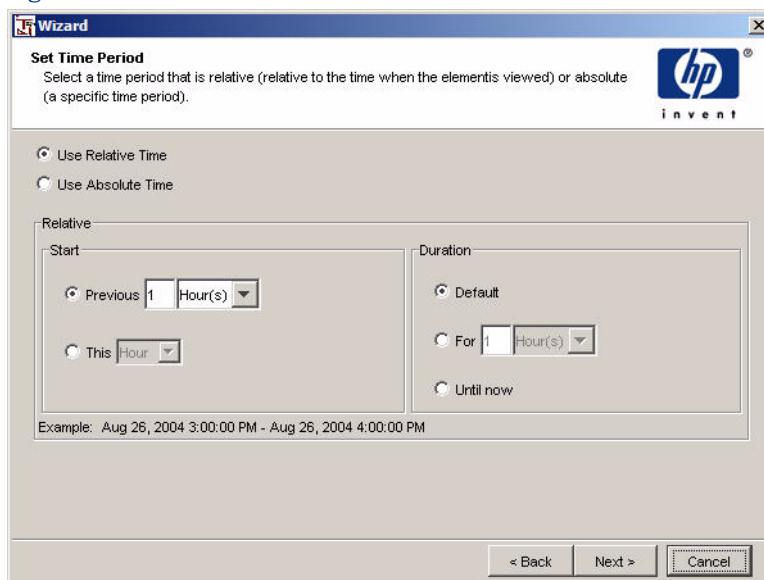 Wizard
Set Time Period
Select a time period that is relative (relative to the time when the elementis viewed) or absolute
(a specific time period).
hp
®
invent
Use Relative Time
Use Absolute Time
Relative
Start
Duration
Previous 1 Hour(s)
Default
This Hour
For 1 Hour(s)
Until now
Example: Aug 26, 2004 3:00:00 PM - Aug 26, 2004 4:00:00 PM
< Back Next > Cancel